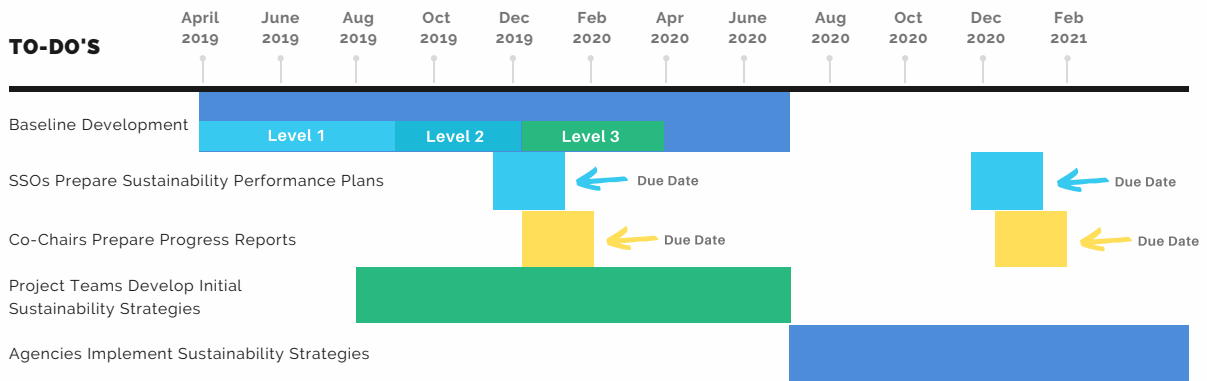 April June Aug Oct Dec Feb Apr June Aug Oct Dec Feb
2019 2019 2019 2019 2019 2020 2020 2020 2020 2020 2020 2021
TO-DO'S
Baseline Development
Level 1 Level 2 Level 3
SSOs Prepare Sustainability Performance Plans Due Date Due Date
Co-Chairs Prepare Progress Reports Due Date Due Date
Project Teams Develop Initial
Sustainability Strategies
Agencies Implement Sustainability Strategies